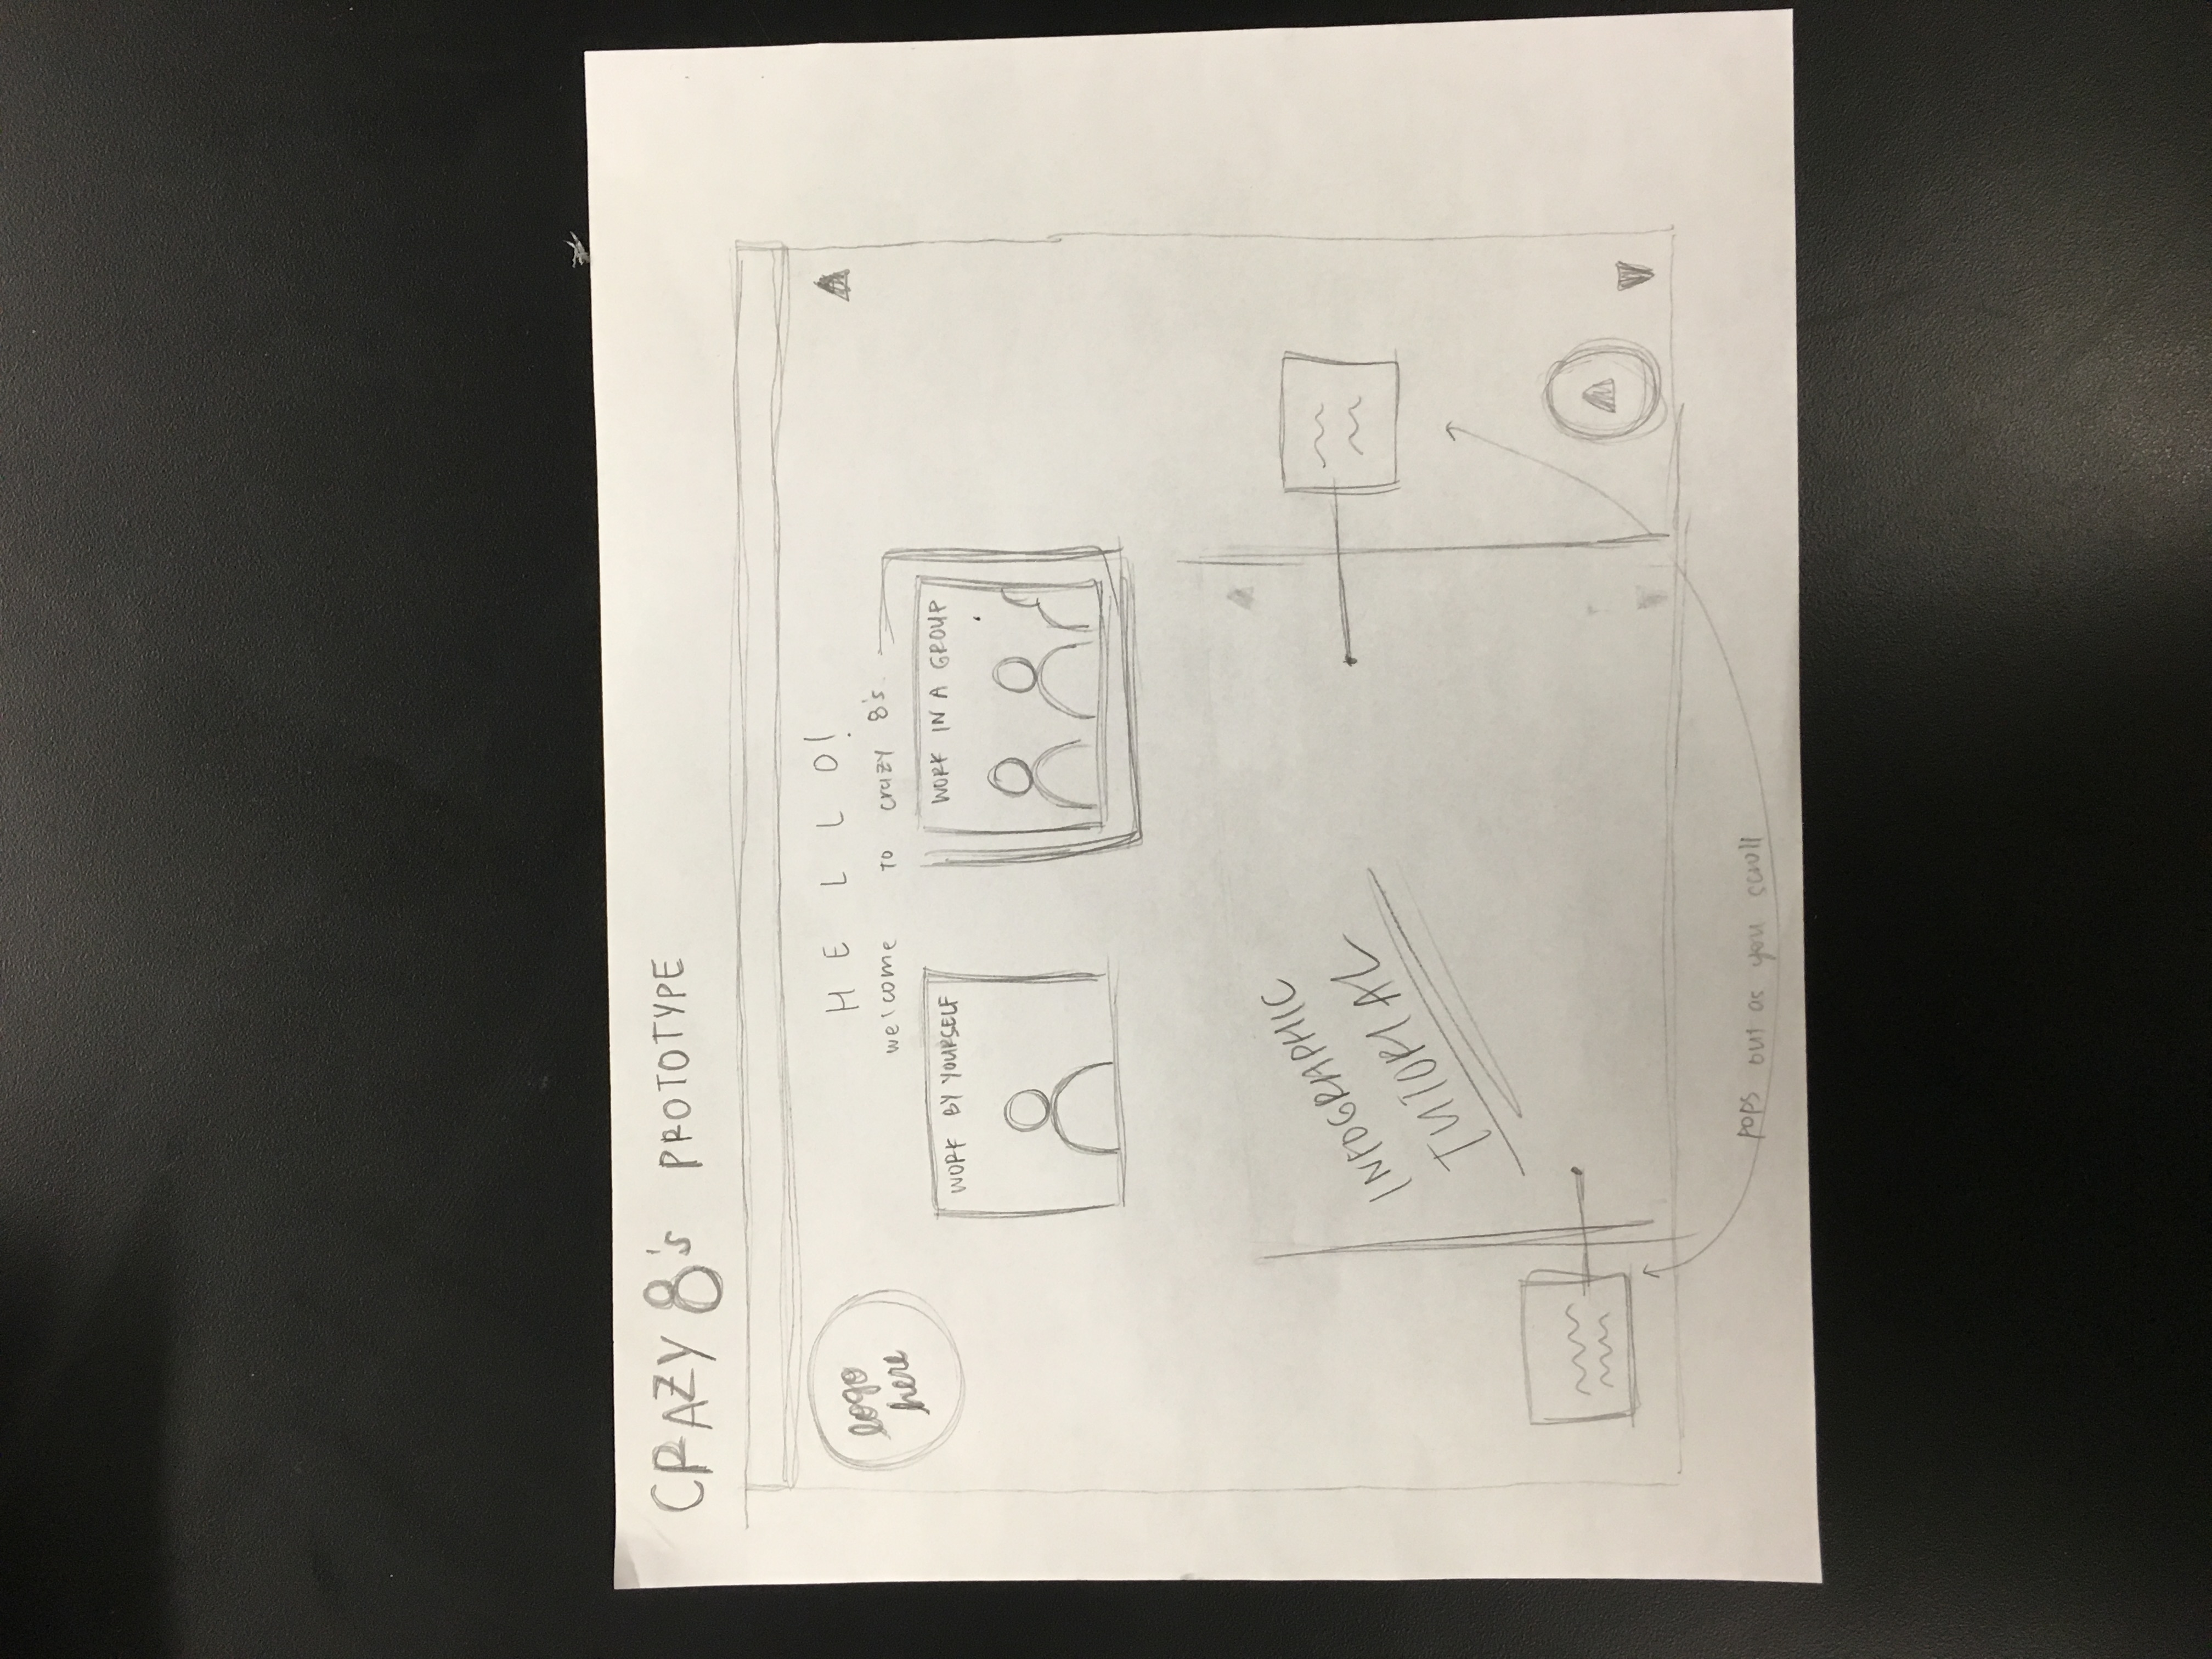 CRAZY 8's PROTOTYPE
logo
here
HELLO!
welcome to crazy 8's
WORK BY YOURSELF
WORK IN A GROUP
INFOGRAPHIC
TUTORIAL
pops out as you scroll